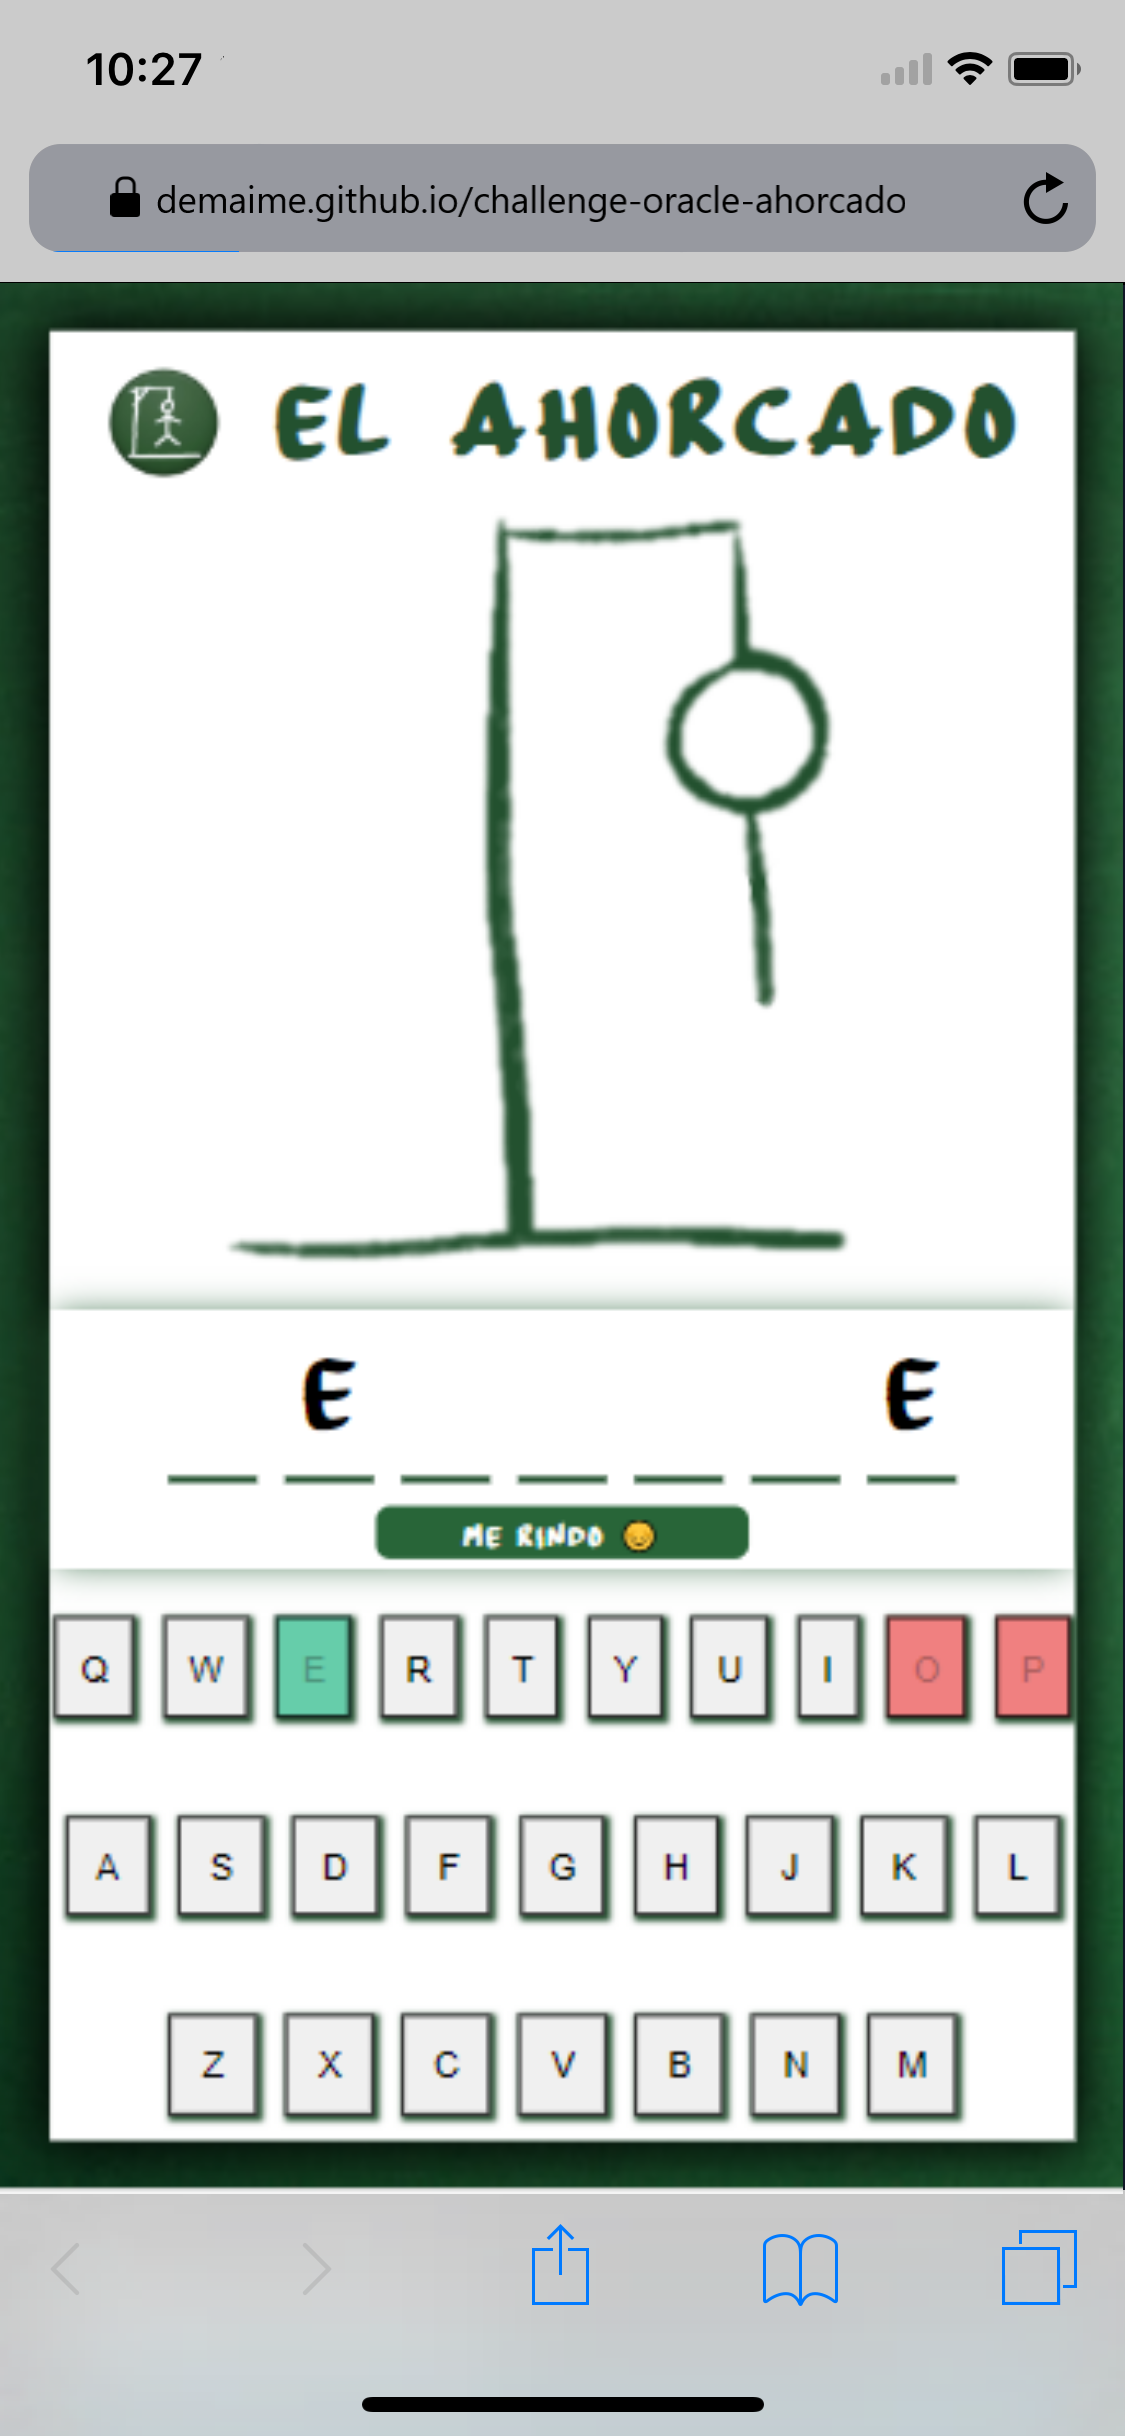 10:27
demaime.github.io/challenge-oracle-ahorcado
EL AHORCADO
E E
ME RINDO 😞
Q W E R T Y U I O P
A S D F G H J K L
Z X C V B N M